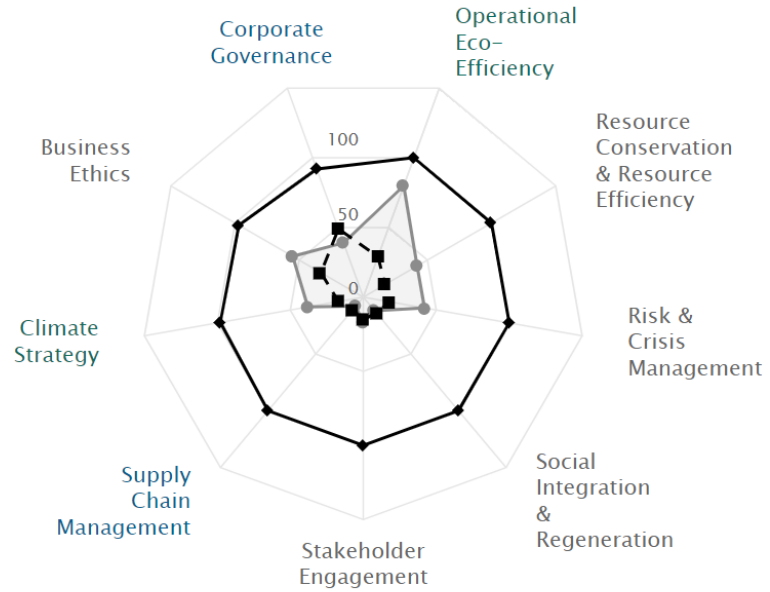 Corporate
Governance
Operational
Eco-
Efficiency
Resource
Conservation
& Resource
Efficiency
Business
Ethics
100
50
0
Risk &
Crisis
Management
Climate
Strategy
Social
Integration
&
Regeneration
Supply
Chain
Management
Stakeholder
Engagement